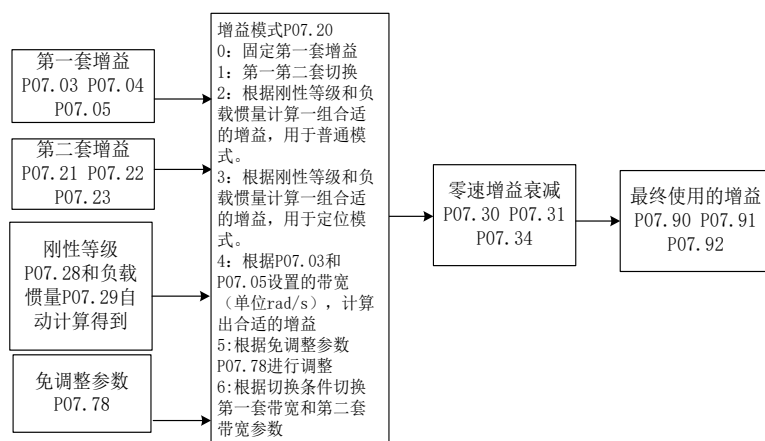 第一套增益
P07.03 P07.04
P07.05
第二套增益
P07.21 P07.22
P07.23
刚性等级
P07.28和负载
惯量P07.29自
动计算得到
免调整参数
P07.78
增益模式P07.20
0：固定第一套增益
1：第一第二套切换
2：根据刚性等级和负
载惯量计算一组合适
的增益，用于普通模
式。
3：根据刚性等级和负
载惯量计算一组合适
的增益，用于定位模
式。
4：根据P07.03和
P07.05设置的带宽
（单位rad/s），计算
出合适的增益
5:根据免调整参数
P07.78进行调整
6:根据切换条件切换
第一套带宽和第二套
带宽参数
零速增益衰减
P07.30 P07.31
P07.34
最终使用的增益
P07.90 P07.91
P07.92